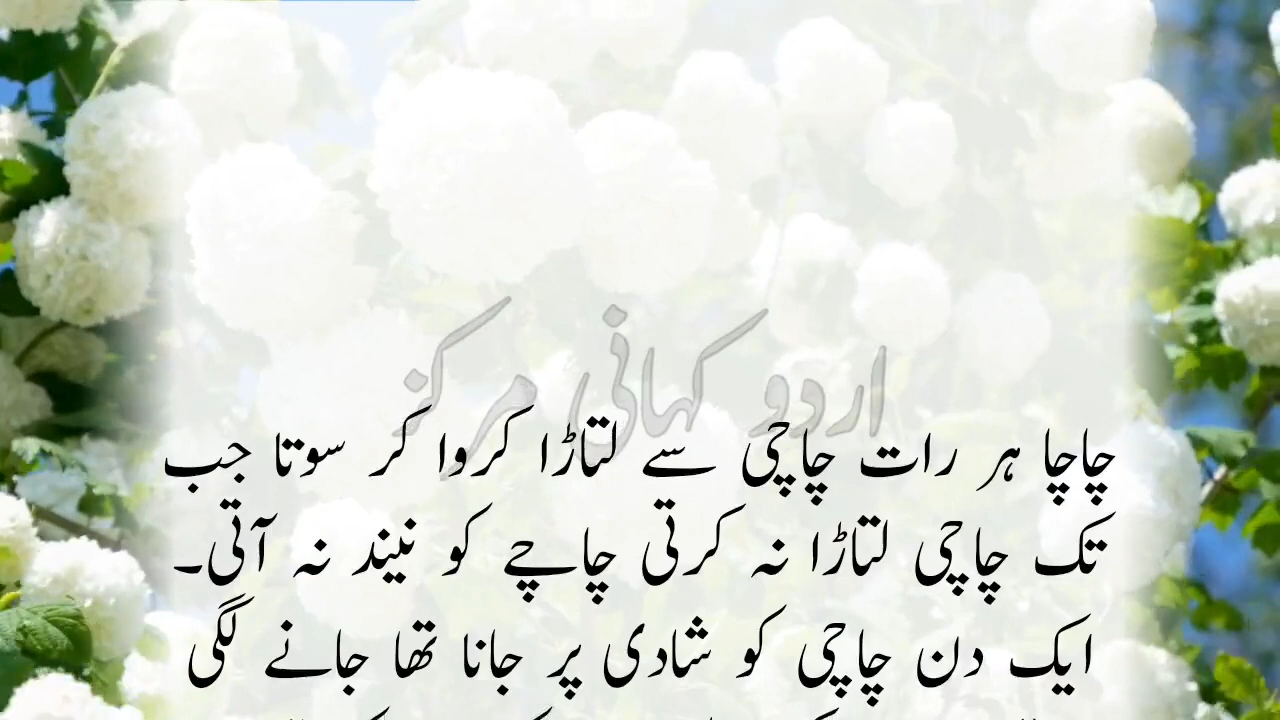 اردو کہانی مرکز
چاچا ہر رات چاچی سے لتاڑا کروا کر سوتا جب
تک چاچی لتاڑا نہ کرتی چاچے کو نیند نہ آتی۔
ایک دن چاچی کو شادی پر جانا تھا جانے لگی